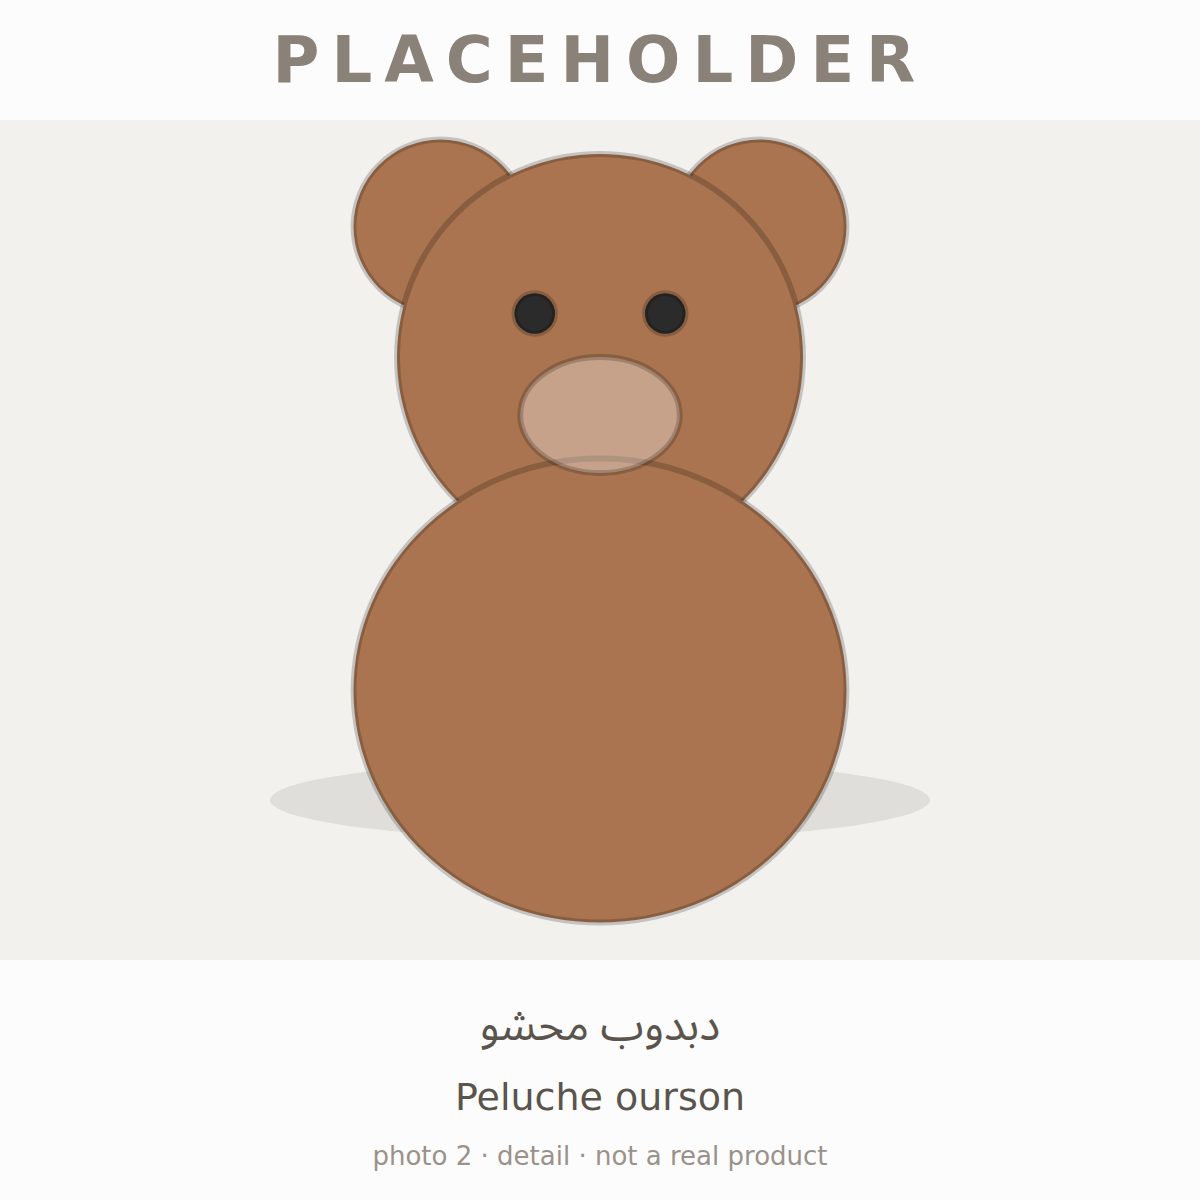 PLACEHOLDER
دبدوب محشو
Peluche ourson
photo 2 · detail · not a real product